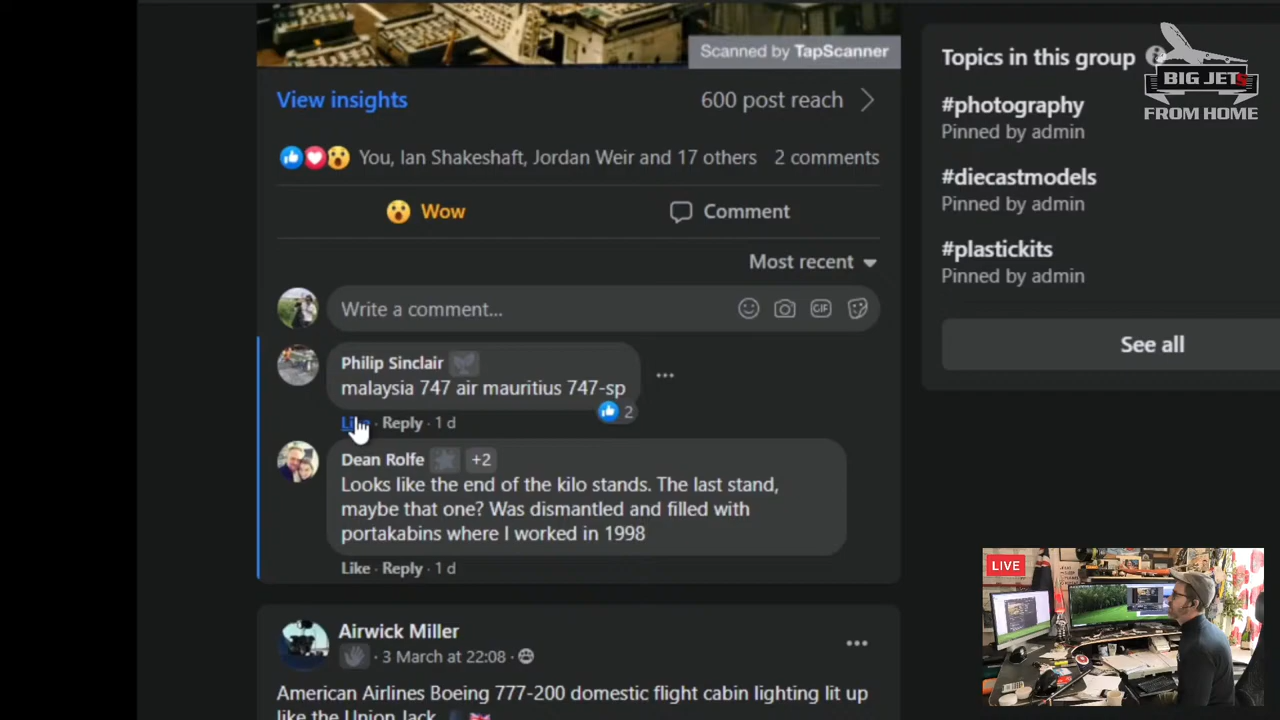 Scanned by TapScanner
View insights
600 post reach
You, Ian Shakeshaft, Jordan Weir and 17 others
2 comments
Wow
Comment
Most recent
Write a comment...
GIF
Philip Sinclair
malaysia 747 air mauritius 747-sp
2
Reply · 1 d
Dean Rolfe
+2
Looks like the end of the kilo stands. The last stand,
maybe that one? Was dismantled and filled with
portakabins where I worked in 1998
Like · Reply · 1 d
Airwick Miller
· 3 March at 22:08 ·
American Airlines Boeing 777-200 domestic flight cabin lighting lit up
like the Union Jack
Topics in this group
#photography
Pinned by admin
#diecastmodels
Pinned by admin
#plastickits
Pinned by admin
See all
BIG JETS
FROM HOME
LIVE